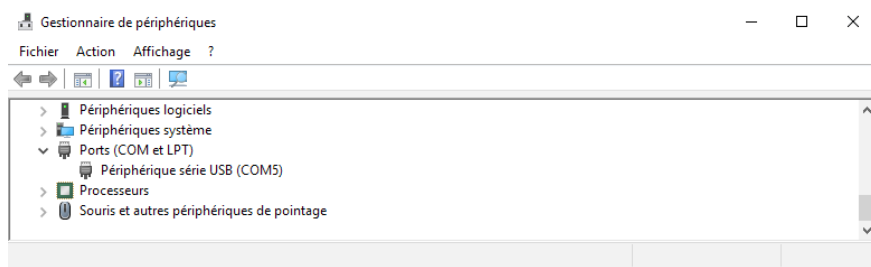 Gestionnaire de périphériques
Fichier Action Affichage ?
Périphériques logiciels
Périphériques système
Ports (COM et LPT)
Périphérique série USB (COM5)
Processeurs
Souris et autres périphériques de pointage